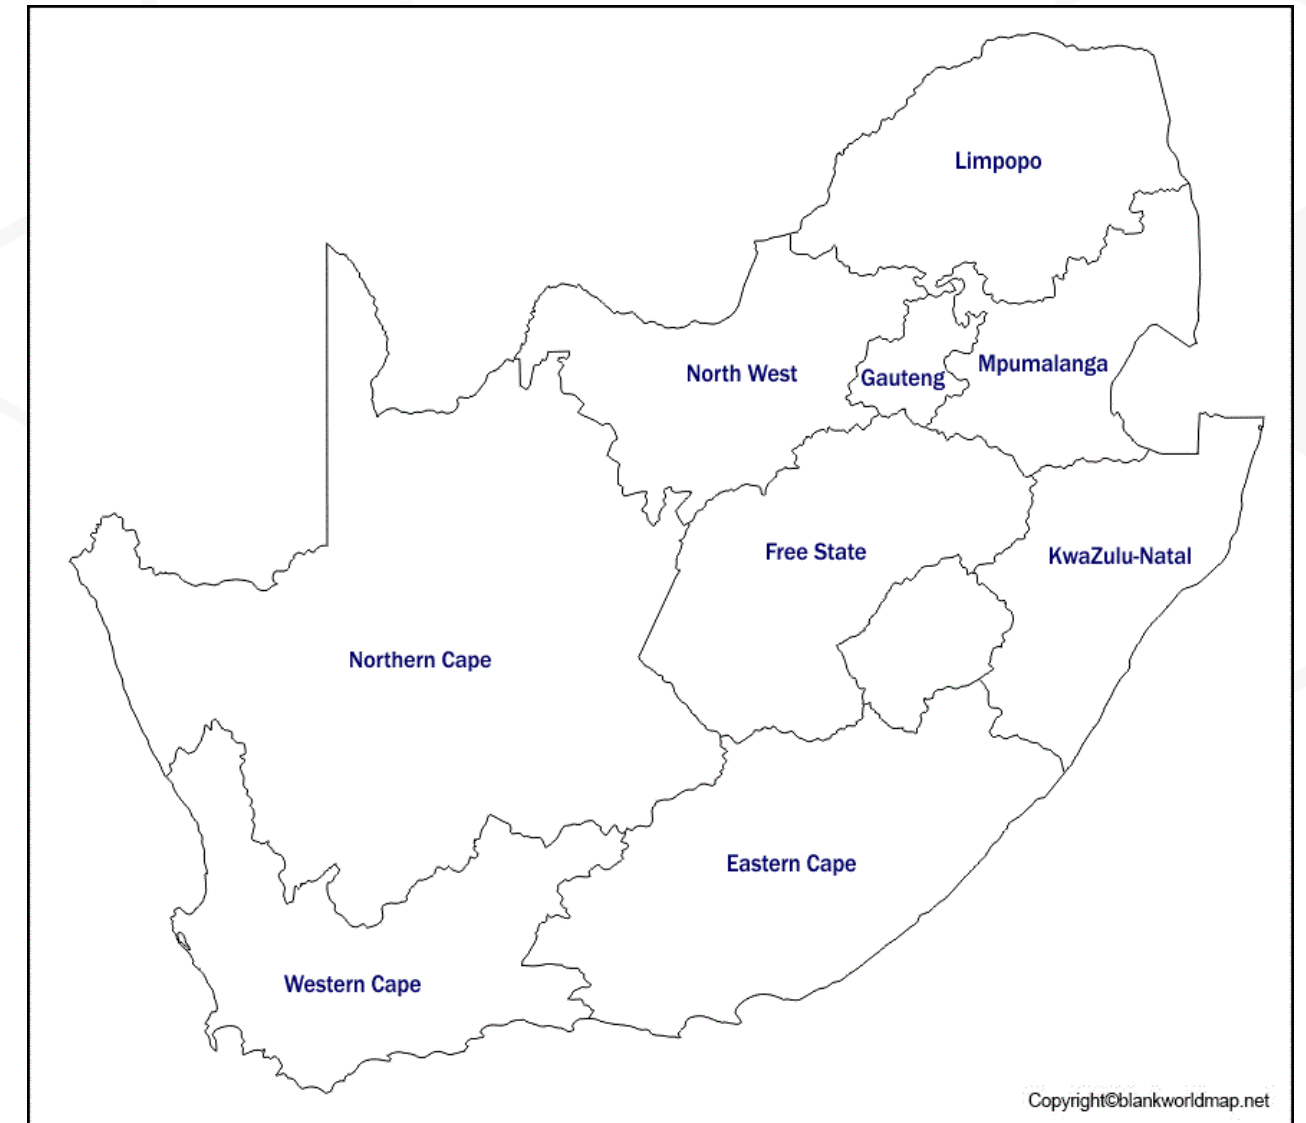 Limpopo
North West
Gauteng
Mpumalanga
Free State
KwaZulu-Natal
Northern Cape
Eastern Cape
Western Cape
Copyright©blankworldmap.net